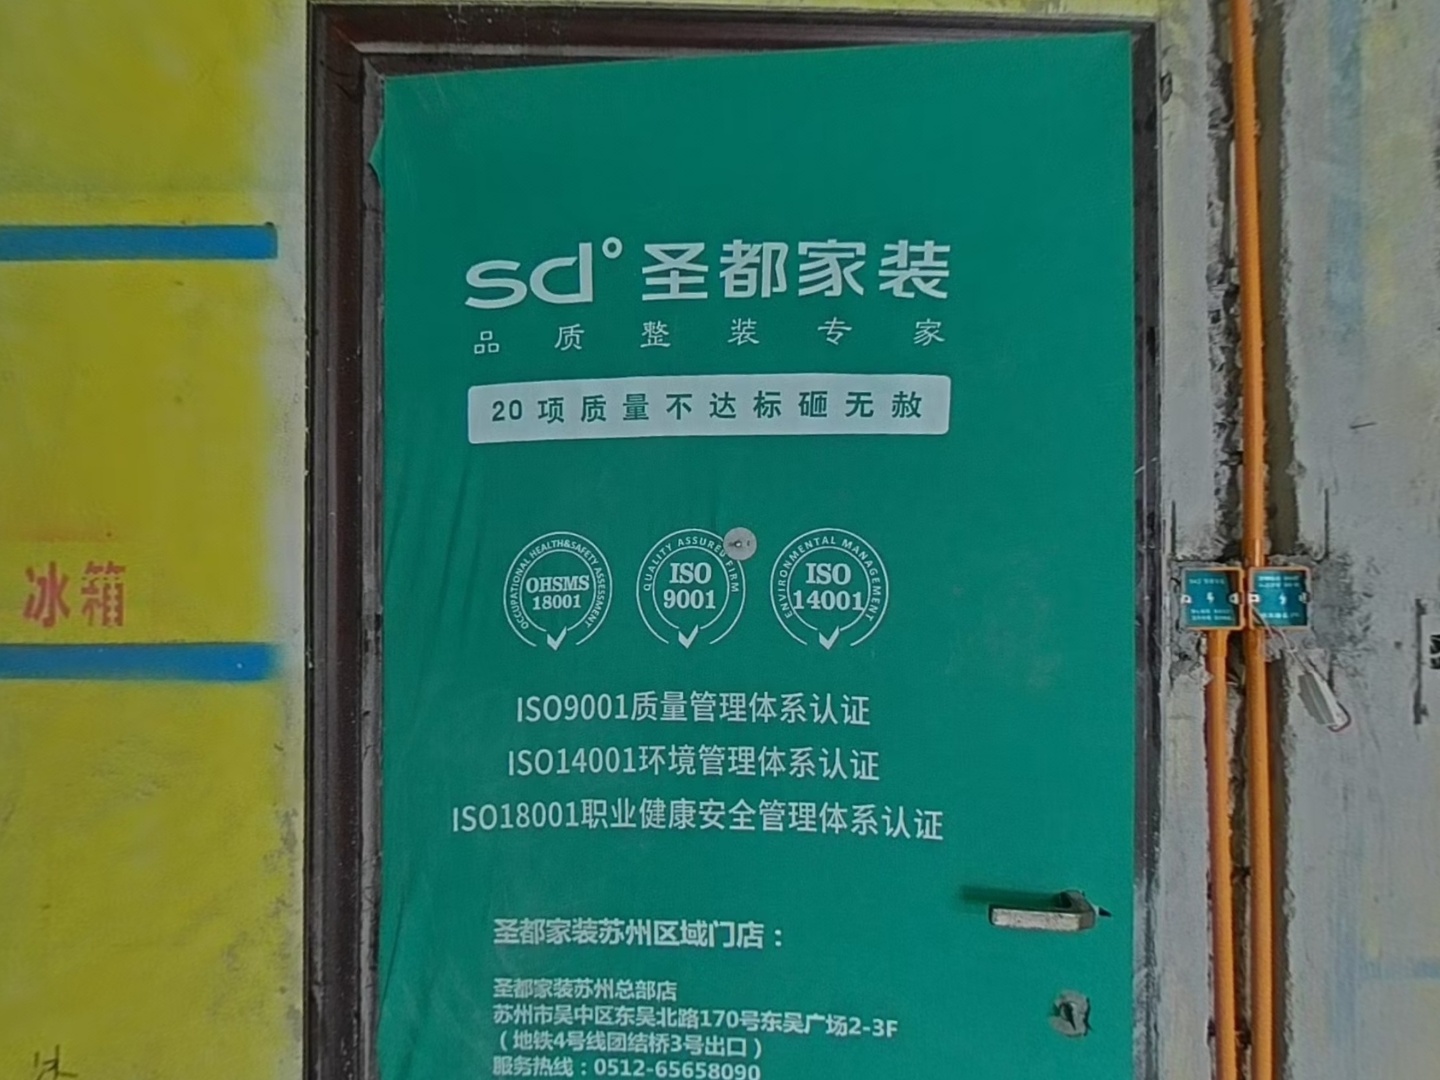 sd°圣都家装
品质整装专家
20项质量不达标砸无赦
OCCUPATIONAL HEALTH&SAFETY ASSESSMENT
OHSMS
18001
QUALITY ASSURED FIRM
ISO
9001
ENVIRONMENTAL MANAGEMENT
ISO
14001
ISO9001质量管理体系认证
ISO14001环境管理体系认证
ISO18001职业健康安全管理体系认证
冰箱
圣都家装苏州区域门店：
圣都家装苏州总部店
苏州市吴中区东吴北路170号东吴广场2-3F
（地铁4号线团结桥3号出口）
服务热线：0512-65658090